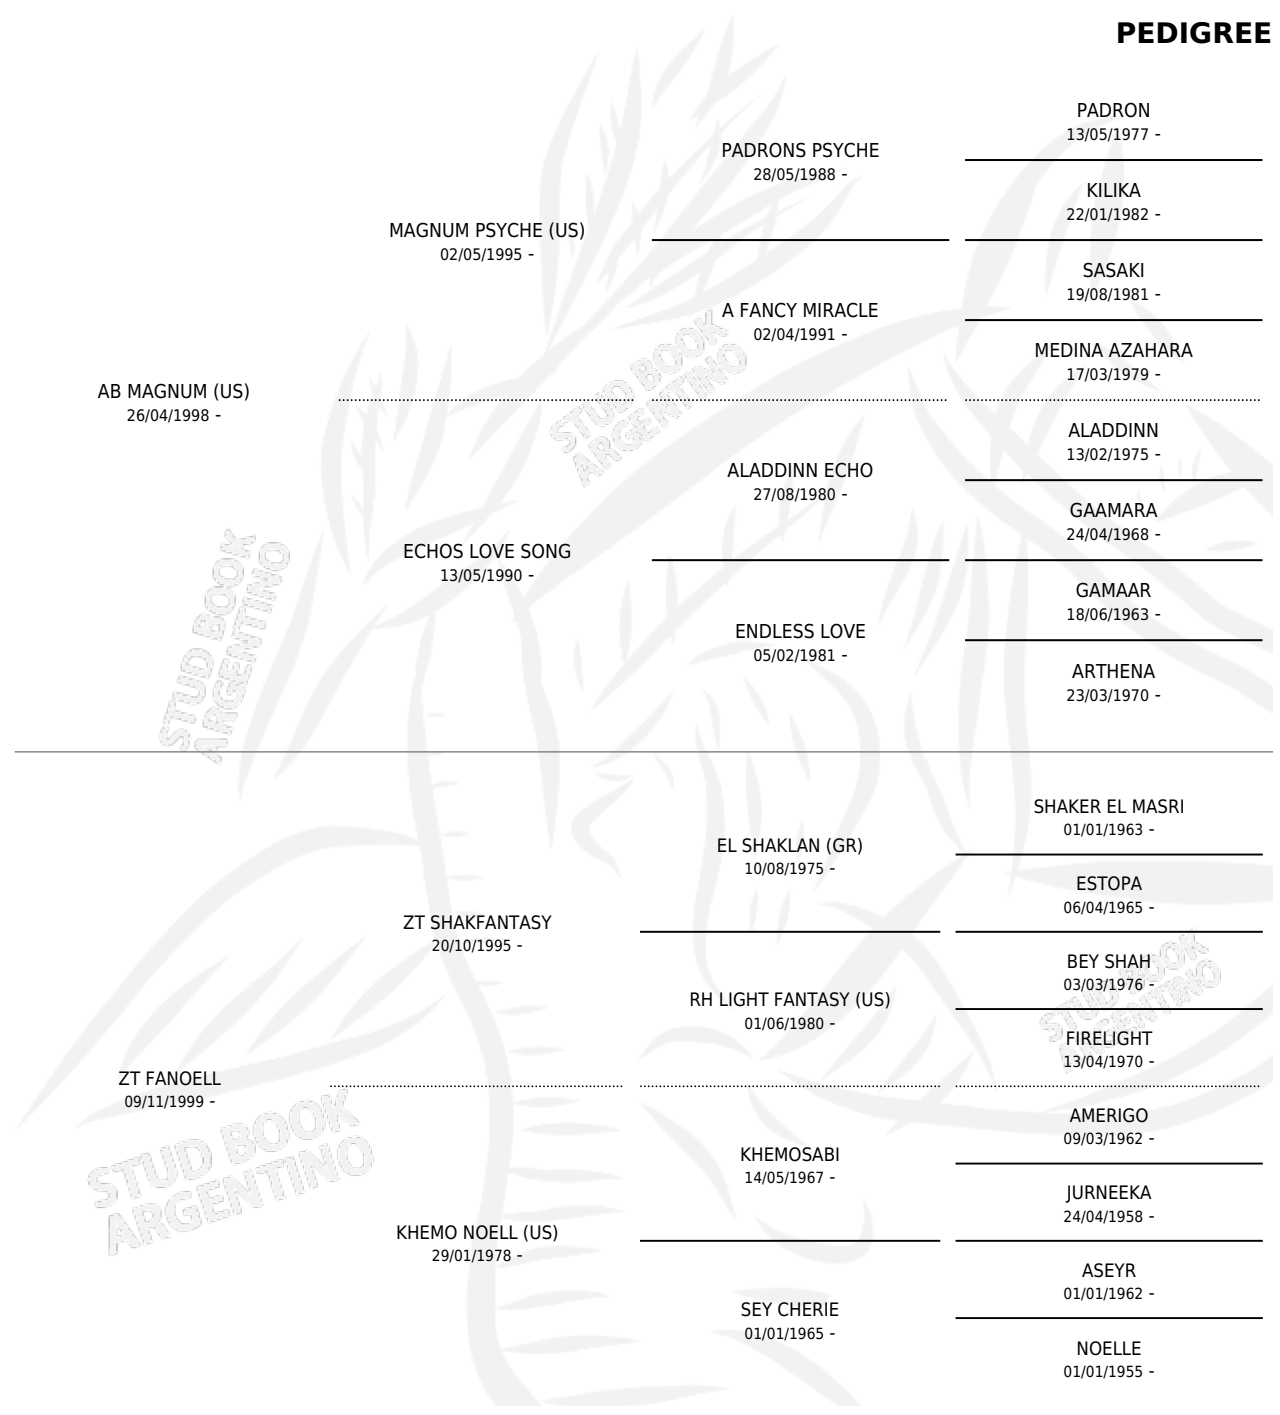 PEDIGREE
PADRON
13/05/1977 -
PADRONS PSYCHE
28/05/1988 -
KILIKA
22/01/1982 -
MAGNUM PSYCHE (US)
02/05/1995 -
SASAKI
19/08/1981 -
A FANCY MIRACLE
02/04/1991 -
MEDINA AZAHARA
17/03/1979 -
AB MAGNUM (US)
26/04/1998 -
ALADDINN
13/02/1975 -
ALADDINN ECHO
27/08/1980 -
GAAMARA
24/04/1968 -
ECHOS LOVE SONG
13/05/1990 -
GAMAAR
18/06/1963 -
ENDLESS LOVE
05/02/1981 -
ARTHENA
23/03/1970 -
SHAKER EL MASRI
01/01/1963 -
EL SHAKLAN (GR)
10/08/1975 -
ESTOPA
06/04/1965 -
ZT SHAKFANTASY
20/10/1995 -
BEY SHAH
03/03/1976 -
RH LIGHT FANTASY (US)
01/06/1980 -
FIRELIGHT
13/04/1970 -
ZT FANOELL
09/11/1999 -
AMERIGO
09/03/1962 -
KHEMOSABI
14/05/1967 -
JURNEEKA
24/04/1958 -
KHEMO NOELL (US)
29/01/1978 -
ASEYR
01/01/1962 -
SEY CHERIE
01/01/1965 -
NOELLE
01/01/1955 -
STUD BOOK
ARGENTINO
STUD BOOK
ARGENTINO
STUD BOOK
ARGENTINO
STUD BOOK
ARGENTINO